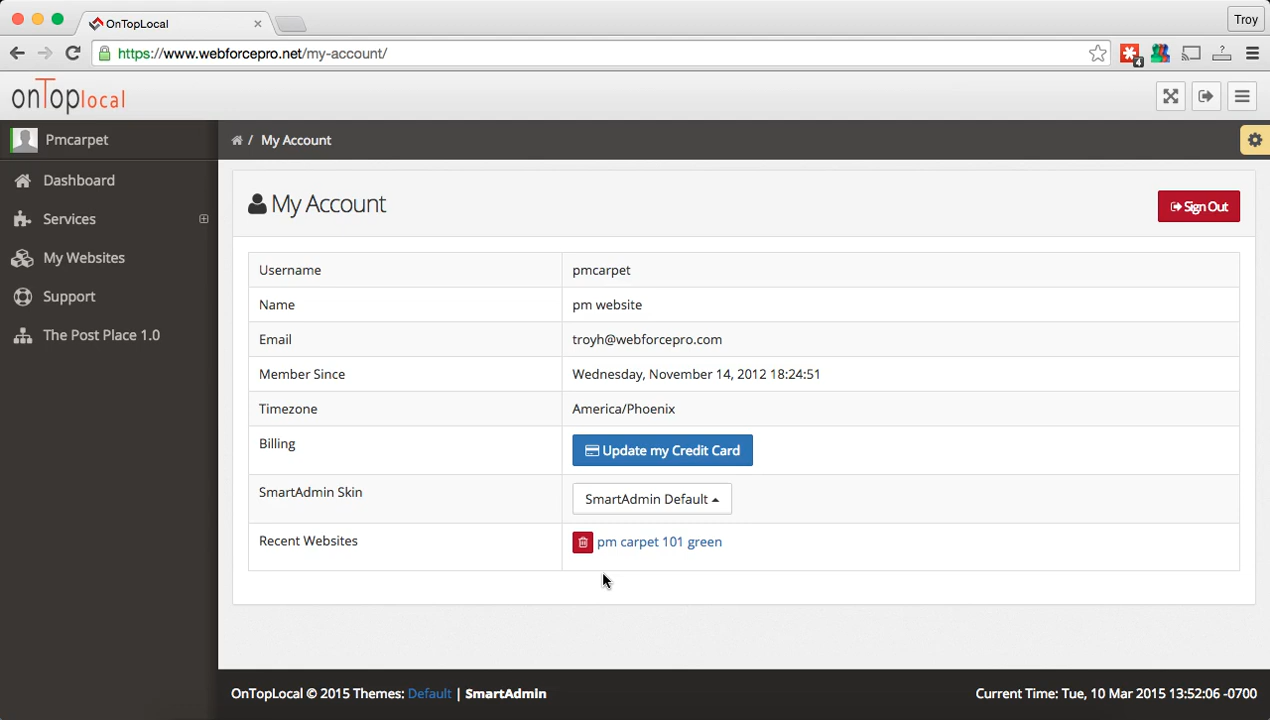 OnTopLocal
Troy
https://www.webforcepro.net/my-account/
4
onToplocal
Pmcarpet
/ My Account
Dashboard
Services
My Websites
Support
The Post Place 1.0
My Account
Sign Out
Username pmcarpet
Name pm website
Email troyh@webforcepro.com
Member Since Wednesday, November 14, 2012 18:24:51
Timezone America/Phoenix
Billing Update my Credit Card
SmartAdmin Skin SmartAdmin Default
Recent Websites pm carpet 101 green
OnTopLocal © 2015 Themes: Default | SmartAdmin
Current Time: Tue, 10 Mar 2015 13:52:06 -0700